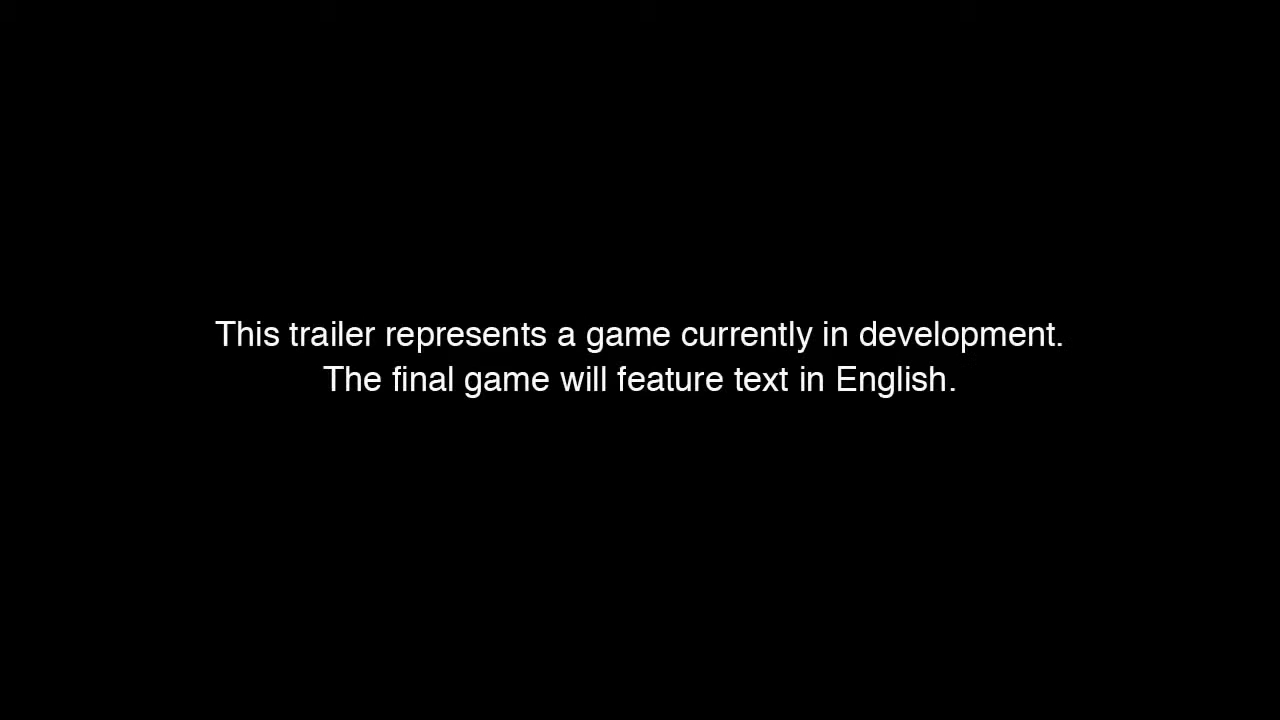 This trailer represents a game currently in development.
The final game will feature text in English.